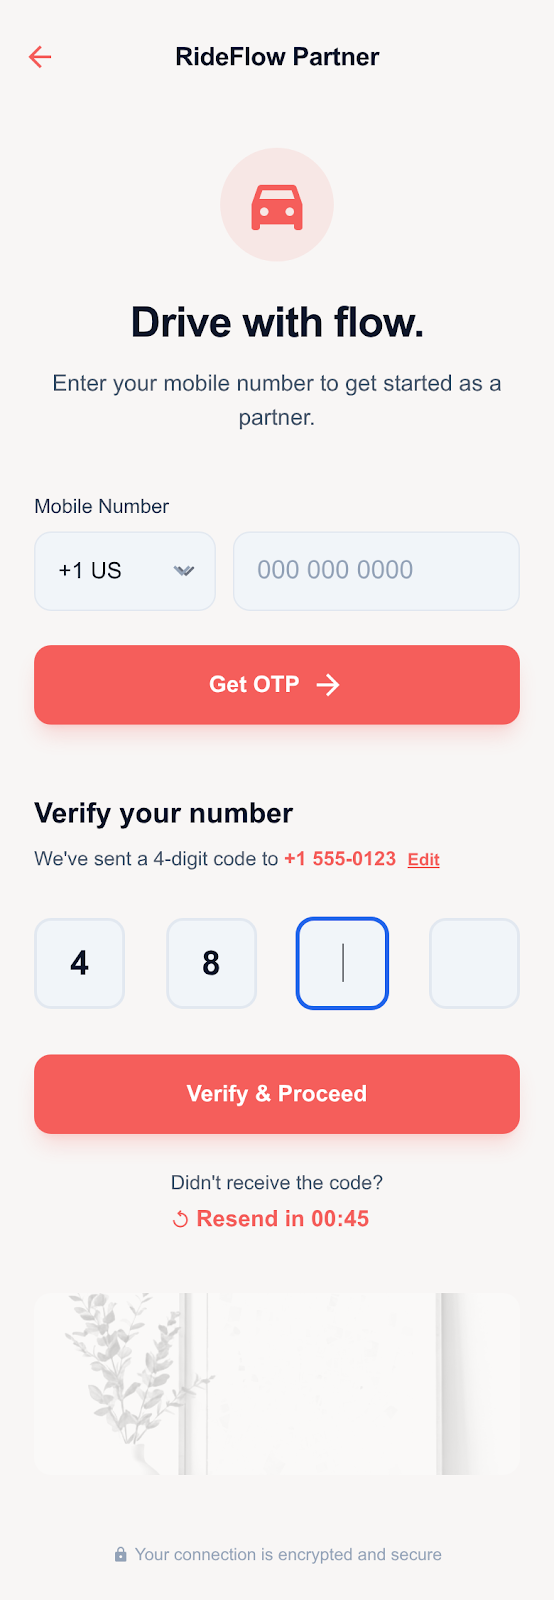 RideFlow Partner
Drive with flow.
Enter your mobile number to get started as a
partner.
Mobile Number
+1 US
000 000 0000
Get OTP
Verify your number
We've sent a 4-digit code to +1 555-0123 Edit
4 8
Verify & Proceed
Didn't receive the code?
Resend in 00:45
Your connection is encrypted and secure